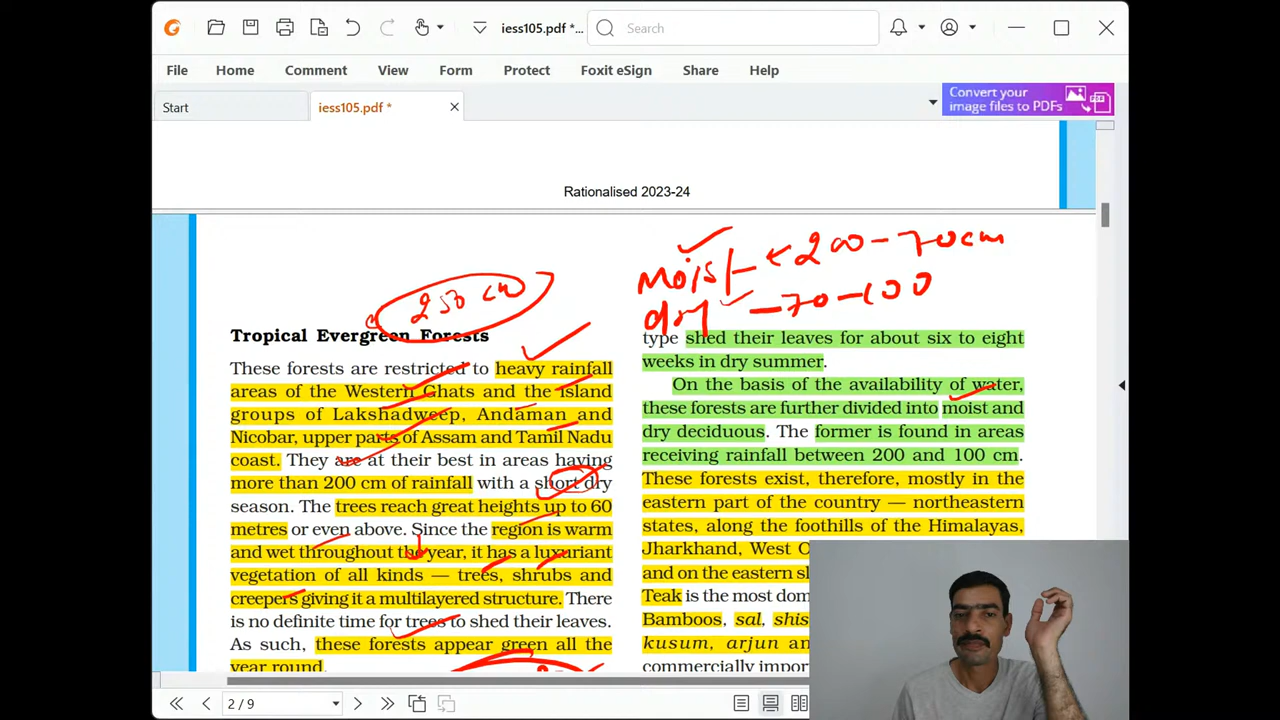 iess105.pdf *...
Search
File Home Comment View Form Protect Foxit eSign Share Help
Start
iess105.pdf *
Convert your
image files to PDFs
Rationalised 2023-24
250 cm
Tropical Evergreen Forests
These forests are restricted to heavy rainfall
areas of the Western Ghats and the island
groups of Lakshadweep, Andaman and
Nicobar, upper parts of Assam and Tamil Nadu
coast. They are at their best in areas having
more than 200 cm of rainfall with a short dry
season. The trees reach great heights up to 60
metres or even above. Since the region is warm
and wet throughout the year, it has a luxuriant
vegetation of all kinds — trees, shrubs and
creepers giving it a multilayered structure. There
is no definite time for trees to shed their leaves.
As such, these forests appear green all the
year round.
moist - 200-70cm
dry - 70-100
type shed their leaves for about six to eight
weeks in dry summer.
On the basis of the availability of water,
these forests are further divided into moist and
dry deciduous. The former is found in areas
receiving rainfall between 200 and 100 cm.
These forests exist, therefore, mostly in the
eastern part of the country — northeastern
states, along the foothills of the Himalayas,
Jharkhand, West
and on the eastern
Teak is the most
Bamboos, sal,
kusum, arjun
commercially
2 / 9